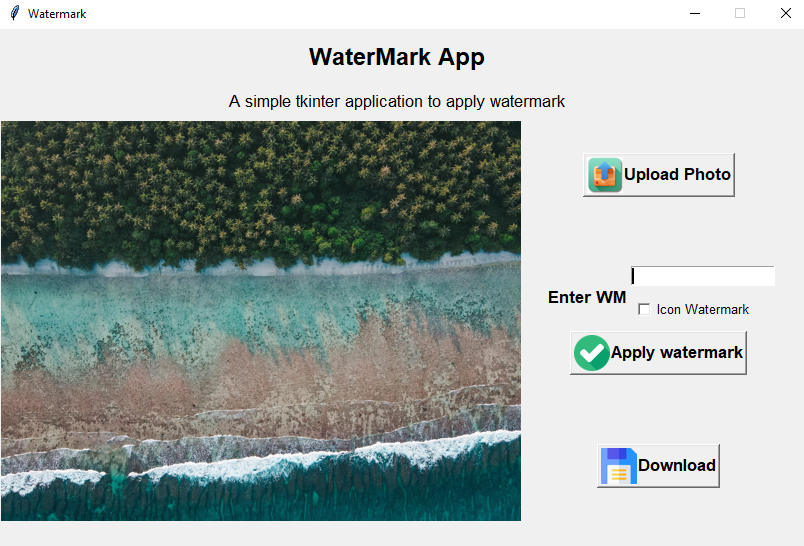 Watermark
WaterMark App
A simple tkinter application to apply watermark
Upload Photo
Enter WM
Icon Watermark
Apply watermark
Download